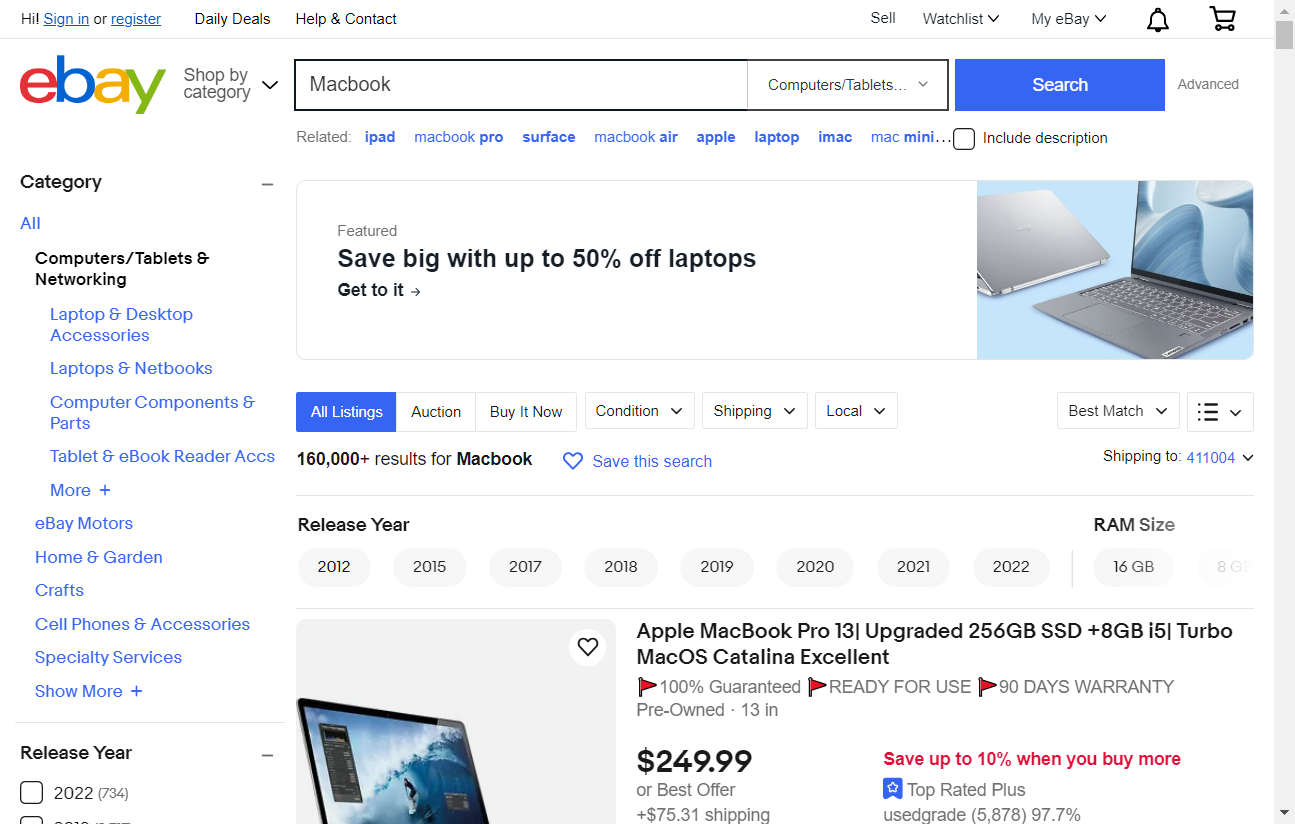 Hi! Sign in or register Daily Deals Help & Contact Sell Watchlist My eBay
ebay Shop by category Macbook Computers/Tablets... Search Advanced
Related: ipad macbook pro surface macbook air apple laptop imac mac mini... Include description
Category
All
Computers/Tablets &
Networking
Laptop & Desktop
Accessories
Laptops & Netbooks
Computer Components &
Parts
Tablet & eBook Reader Accs
More +
eBay Motors
Home & Garden
Crafts
Cell Phones & Accessories
Specialty Services
Show More +
Release Year
2022 (734)
Featured
Save big with up to 50% off laptops
Get to it →
All Listings Auction Buy It Now Condition Shipping Local Best Match
160,000+ results for Macbook Save this search Shipping to: 411004
Release Year RAM Size
2012 2015 2017 2018 2019 2020 2021 2022 16 GB 8 GB
Apple MacBook Pro 13| Upgraded 256GB SSD +8GB i5| Turbo
MacOS Catalina Excellent
🚩100% Guaranteed 🚩READY FOR USE 🚩90 DAYS WARRANTY
Pre-Owned · 13 in
$249.99 Save up to 10% when you buy more
or Best Offer Top Rated Plus
+$75.31 shipping usedgrade (5,878) 97.7%